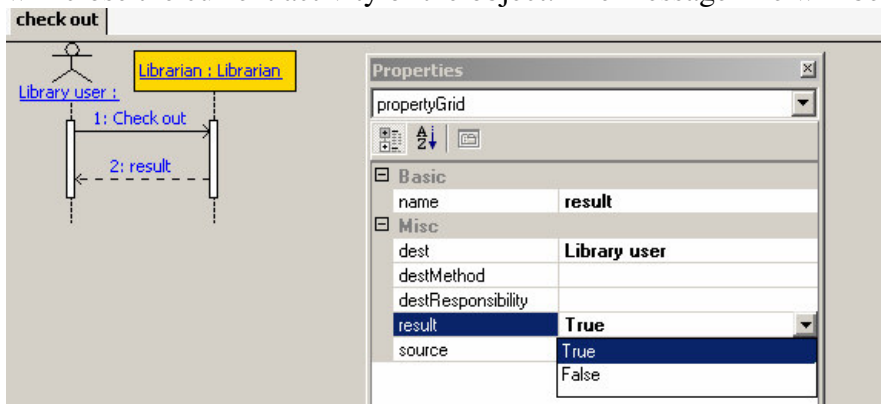 check out
Librarian : Librarian
Library user :
1: Check out
2: result
Properties
propertyGrid
Basic
name result
Misc
dest Library user
destMethod
destResponsibility
result True
source True
False